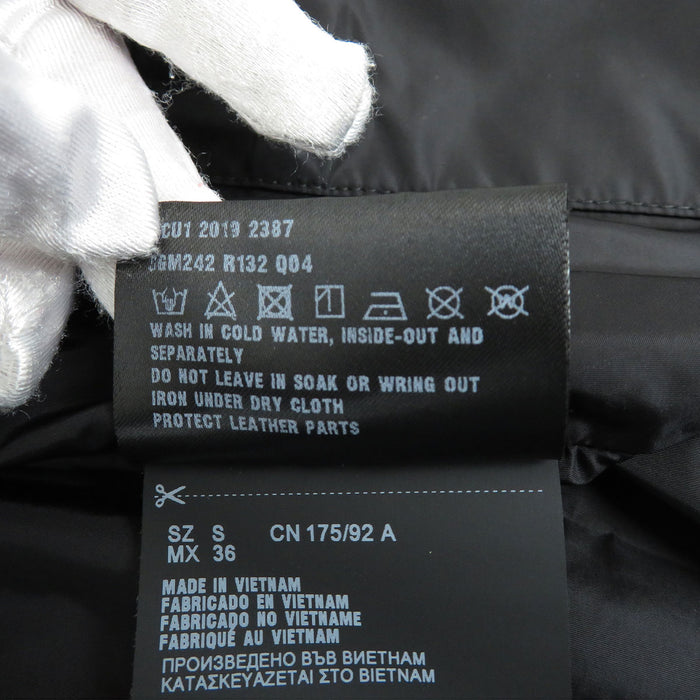 2019 2387
R132 Q04
WASH IN COLD WATER, INSIDE-OUT AND
SEPARATELY
DO NOT LEAVE IN SOAK OR WRING OUT
IRON UNDER DRY CLOTH
PROTECT LEATHER PARTS
SZ S CN 175/92 A
MX 36
MADE IN VIETNAM
FABRICADO EN VIETNAM
FABRICADO NO VIETNAME
FABRIQUÉ AU VIETNAM
ПРОИЗВЕДЕНО ВЪВ ВИЕТНАМ
ΚΑΤΑΣΚΕΥΑΖΕΤΑΙ ΣΤΟ ΒΙΕΤΝΑΜ